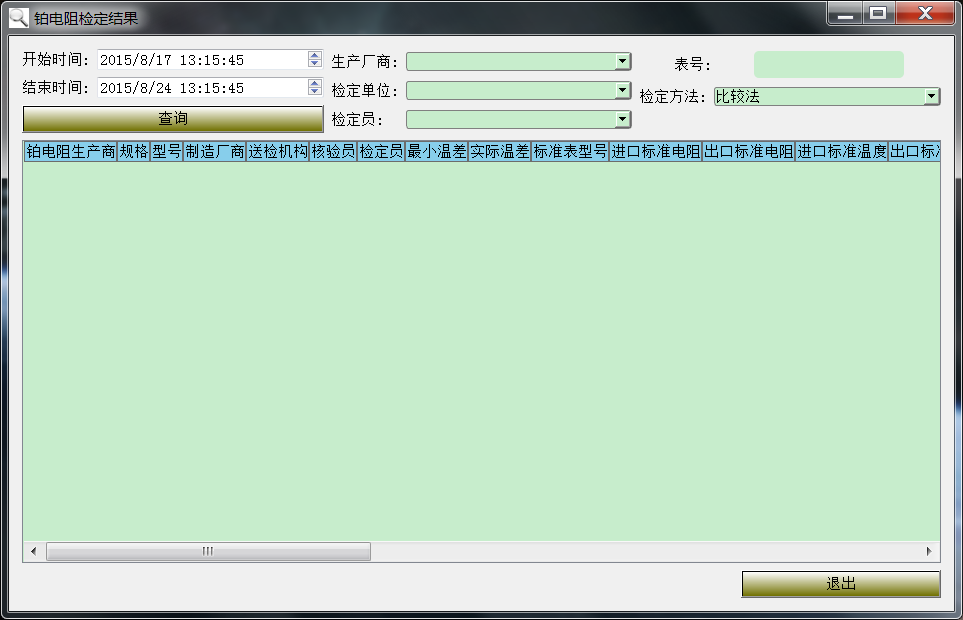 铂电阻检定结果
开始时间： 2015/8/17 13:15:45 生产厂商： 表号：
结束时间： 2015/8/24 13:15:45 检定单位： 检定方法： 比较法
查询 检定员：
铂电阻生产商 规格 型号 制造厂商 送检机构 核验员 检定员 最小温差 实际温差 标准表型号 进口标准电阻 出口标准电阻 进口标准温度 出口标
退出